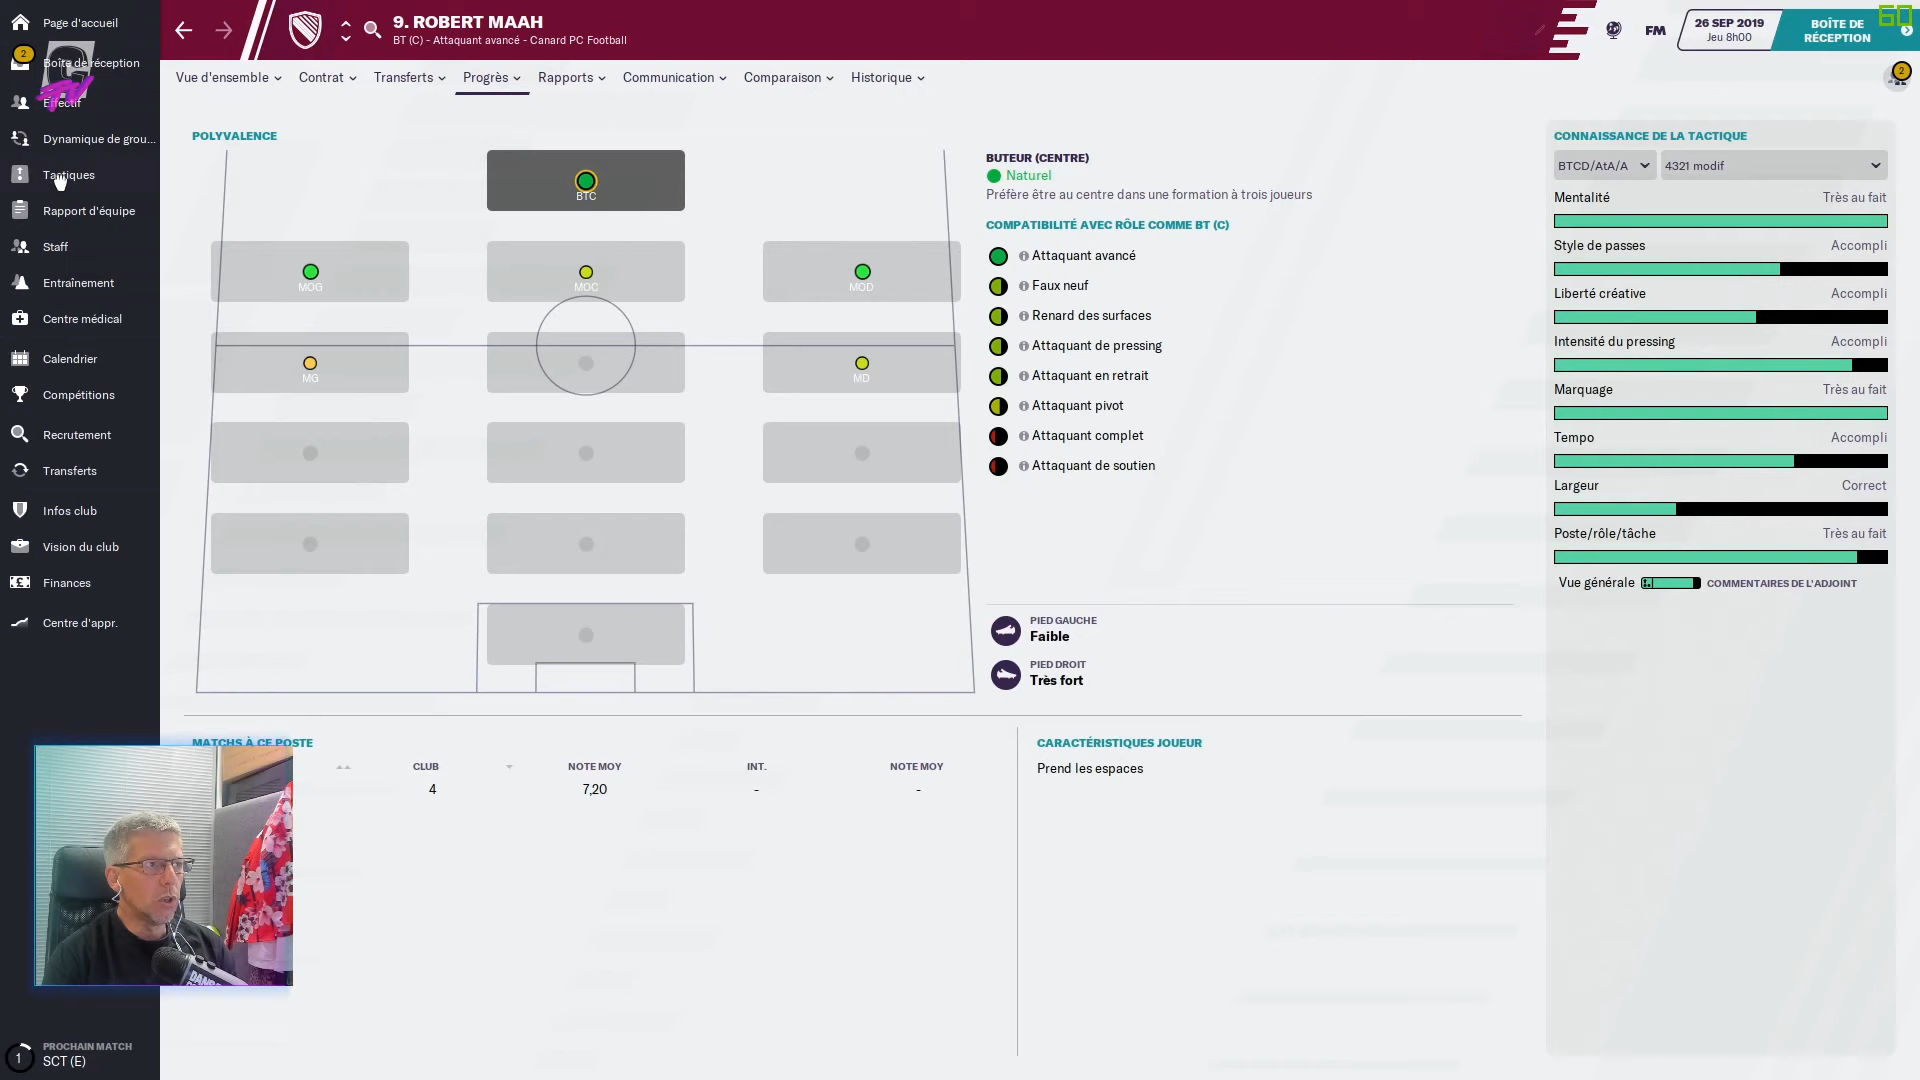 Page d'accueil
2
Boîte de réception
Effectif
Dynamique de grou...
Tactiques
Rapport d'équipe
Staff
Entraînement
Centre médical
Calendrier
Compétitions
Recrutement
Transferts
Infos club
Vision du club
Finances
Centre d'appr.
1
PROCHAIN MATCH
SCT (E)
9. ROBERT MAAH
BT (C) - Attaquant avancé - Canard PC Football
FM
26 SEP 2019
Jeu 8h00
BOÎTE DE RÉCEPTION
60
2
Vue d'ensemble
Contrat
Transferts
Progrès
Rapports
Communication
Comparaison
Historique
POLYVALENCE
BTC
MOG
MOC
MOD
MG
MD
BUTEUR (CENTRE)
Naturel
Préfère être au centre dans une formation à trois joueurs
COMPATIBILITÉ AVEC RÔLE COMME BT (C)
Attaquant avancé
Faux neuf
Renard des surfaces
Attaquant de pressing
Attaquant en retrait
Attaquant pivot
Attaquant complet
Attaquant de soutien
PIED GAUCHE
Faible
PIED DROIT
Très fort
CONNAISSANCE DE LA TACTIQUE
BTCD/AtA/A
4321 modif
Mentalité Très au fait
Style de passes Accompli
Liberté créative Accompli
Intensité du pressing Accompli
Marquage Très au fait
Tempo Accompli
Largeur Correct
Poste/rôle/tâche Très au fait
Vue générale COMMENTAIRES DE L'ADJOINT
MATCHS À CE POSTE
CLUB NOTE MOY INT. NOTE MOY
4 7,20 - -
CARACTÉRISTIQUES JOUEUR
Prend les espaces